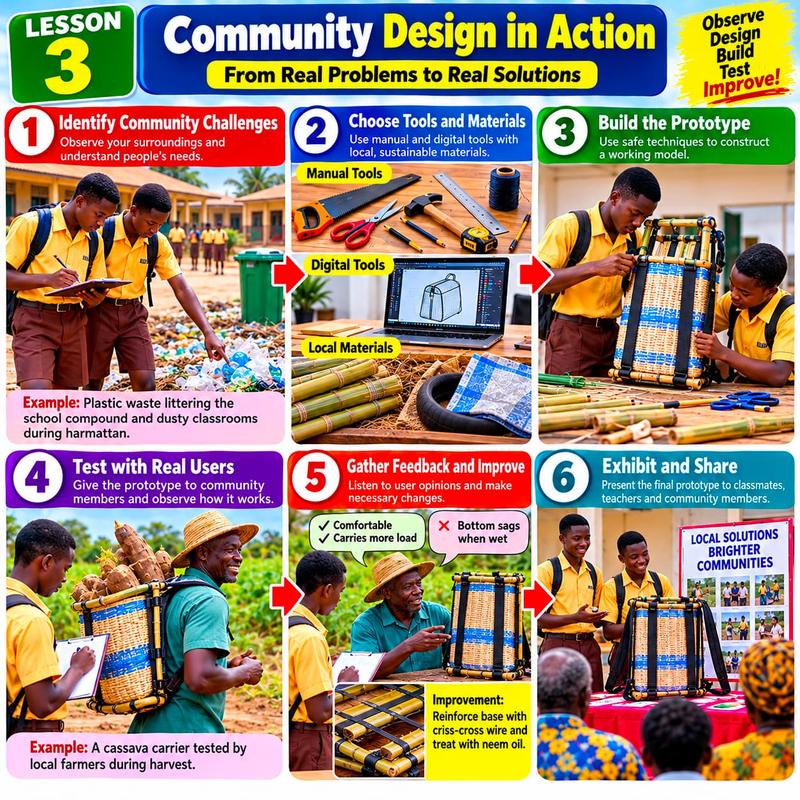 LESSON
3
Community Design in Action
From Real Problems to Real Solutions
Observe
Design
Build
Test
Improve!
1
Identify Community Challenges
Observe your surroundings and
understand people's needs.
Example: Plastic waste littering the
school compound and dusty classrooms
during harmattan.
2
Choose Tools and Materials
Use manual and digital tools with
local, sustainable materials.
Manual Tools
Digital Tools
Local Materials
3
Build the Prototype
Use safe techniques to construct
a working model.
4
Test with Real Users
Give the prototype to community
members and observe how it works.
Example: A cassava carrier tested by
local farmers during harvest.
5
Gather Feedback and Improve
Listen to user opinions and make
necessary changes.
✓ Comfortable
✓ Carries more load
✗ Bottom sags
when wet
Improvement:
Reinforce base with
criss-cross wire and
treat with neem oil.
6
Exhibit and Share
Present the final prototype to classmates,
teachers and community members.
LOCAL SOLUTIONS
BRIGHTER
COMMUNITIES